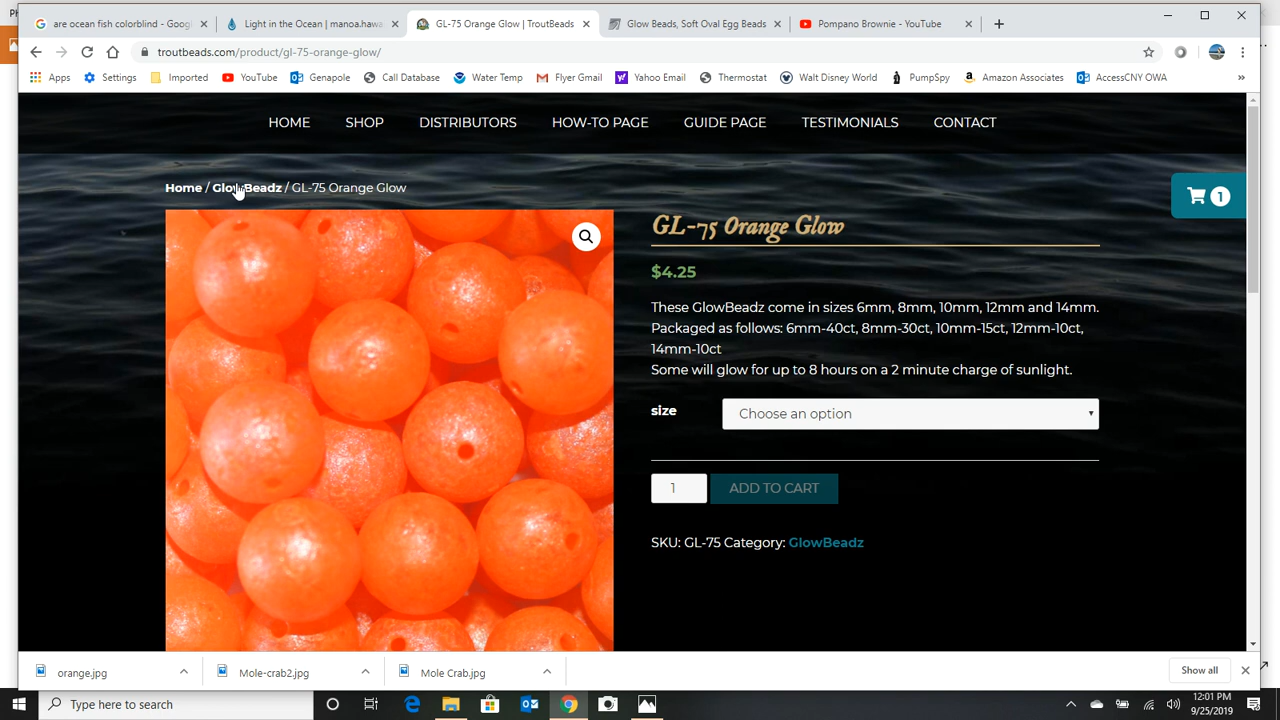 are ocean fish colorblind - Goog
Light in the Ocean | manoa.hawa
GL-75 Orange Glow | TroutBeads
Glow Beads, Soft Oval Egg Beads
Pompano Brownie - YouTube
troutbeads.com/product/gl-75-orange-glow/
Apps
Settings
Imported
YouTube
Genapole
Call Database
Water Temp
Flyer Gmail
Yahoo Email
Thermostat
Walt Disney World
PumpSpy
Amazon Associates
AccessCNY OWA
HOME
SHOP
DISTRIBUTORS
HOW-TO PAGE
GUIDE PAGE
TESTIMONIALS
CONTACT
Home / GlowBeadz / GL-75 Orange Glow
1
GL-75 Orange Glow
$4.25
These GlowBeadz come in sizes 6mm, 8mm, 10mm, 12mm and 14mm.
Packaged as follows: 6mm-40ct, 8mm-30ct, 10mm-15ct, 12mm-10ct,
14mm-10ct
Some will glow for up to 8 hours on a 2 minute charge of sunlight.
size
Choose an option
1
ADD TO CART
SKU: GL-75 Category: GlowBeadz
orange.jpg
Mole-crab2.jpg
Mole Crab.jpg
Show all
Type here to search
12:01 PM
9/25/2019